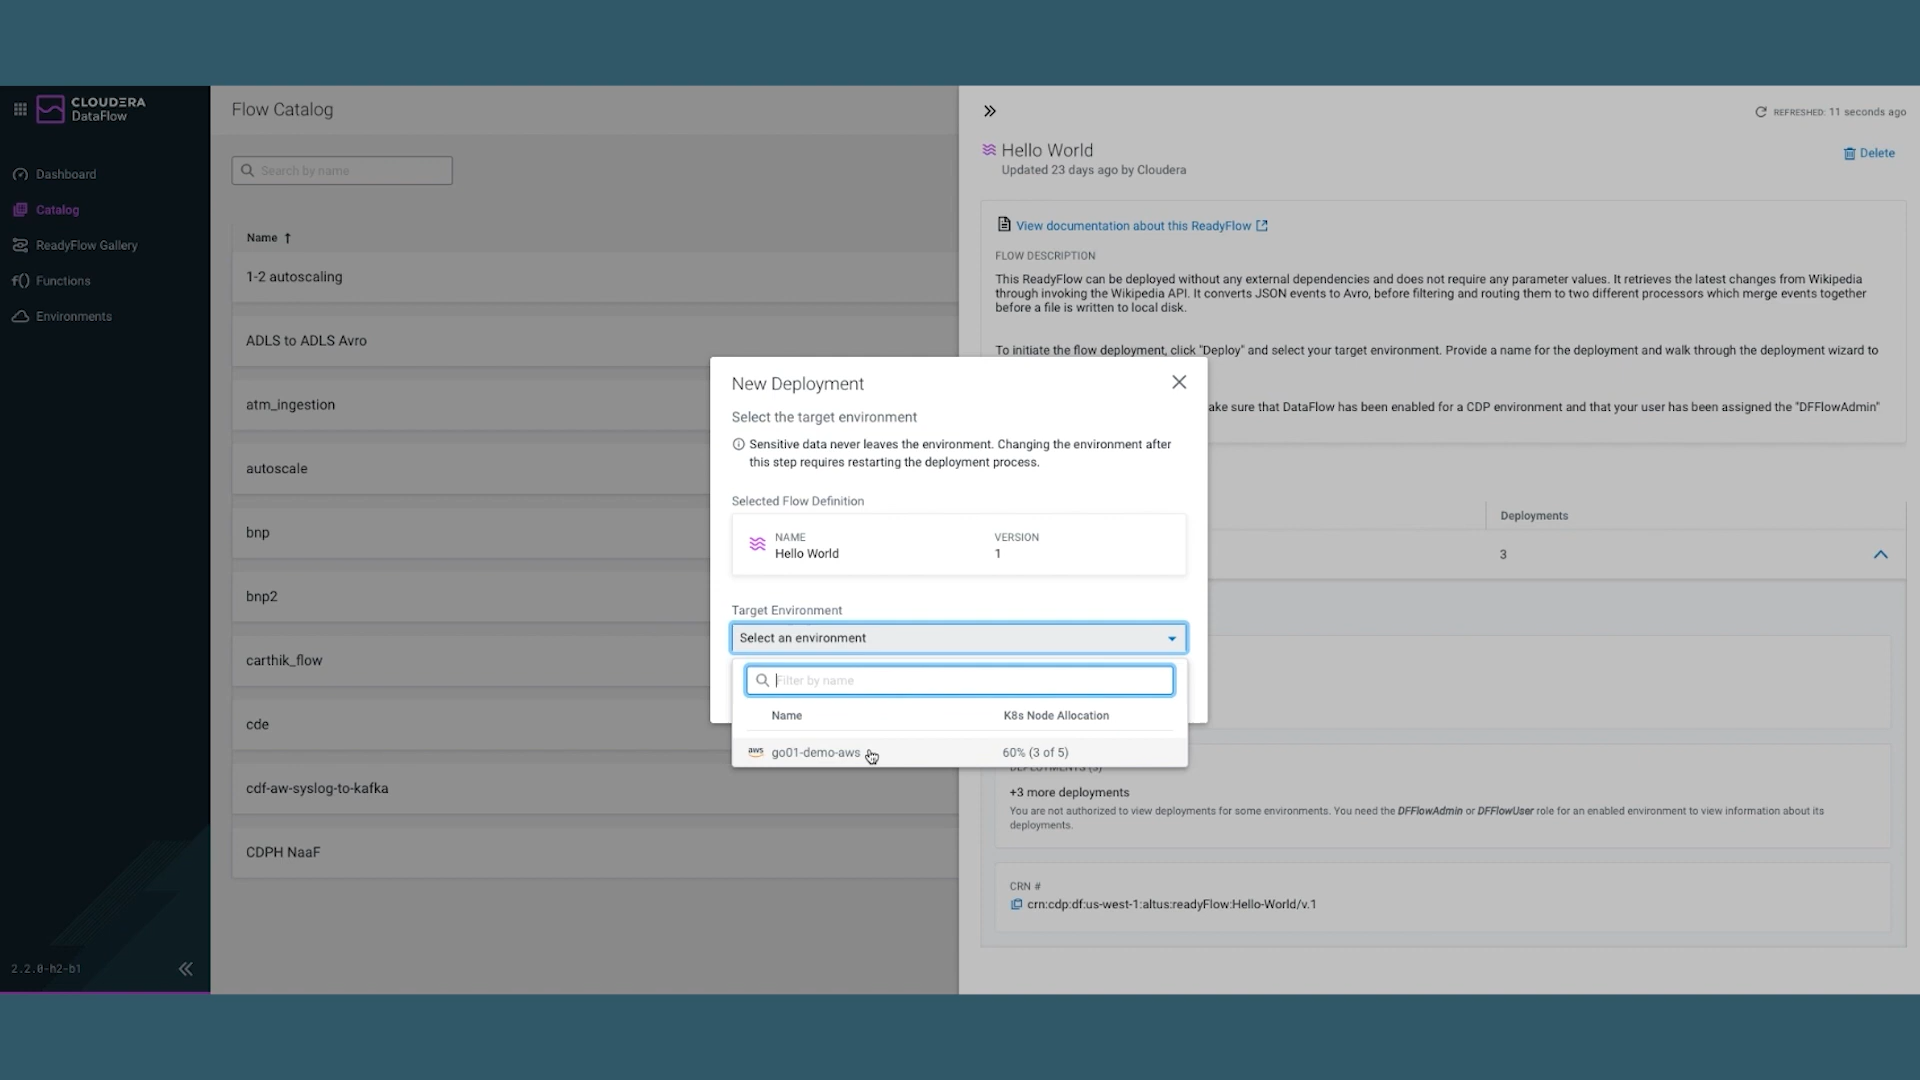 CLOUDERA
DataFlow
Dashboard
Catalog
ReadyFlow Gallery
Functions
Environments
2.2.0-h2-b1
Flow Catalog
Search by name
Name ↑
1-2 autoscaling
ADLS to ADLS Avro
atm_ingestion
autoscale
bnp
bnp2
carthik_flow
cde
cdf-aw-syslog-to-kafka
CDPH NaaF
REFRESHED: 11 seconds ago
Hello World
Updated 23 days ago by Cloudera
Delete
View documentation about this ReadyFlow
FLOW DESCRIPTION
This ReadyFlow can be deployed without any external dependencies and does not require any parameter values. It retrieves the latest changes from Wikipedia
through invoking the Wikipedia API. It converts JSON events to Avro, before filtering and routing them to two different processors which merge events together
before a file is written to local disk.
To initiate the flow deployment, click "Deploy" and select your target environment. Provide a name for the deployment and walk through the deployment wizard to
ake sure that DataFlow has been enabled for a CDP environment and that your user has been assigned the "DFFlowAdmin"
Deployments
3
New Deployment
Select the target environment
Sensitive data never leaves the environment. Changing the environment after
this step requires restarting the deployment process.
Selected Flow Definition
NAME VERSION
Hello World 1
Target Environment
Select an environment
Filter by name
Name K8s Node Allocation
aws go01-demo-aws 60% (3 of 5)
DEPLOYMENTS (3)
+3 more deployments
You are not authorized to view deployments for some environments. You need the DFFlowAdmin or DFFlowUser role for an enabled environment to view information about its
deployments.
CRN #
crn:cdp:df:us-west-1:altus:readyFlow:Hello-World/v.1